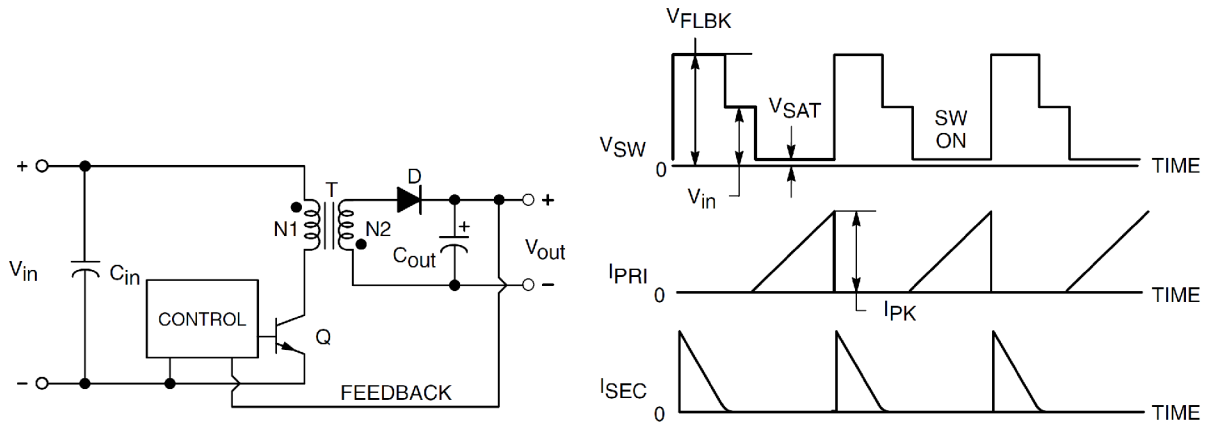 +
T
D
+
N1
N2
+
V_in
C_in
C_out
V_out
CONTROL
Q
−
−
FEEDBACK
V_FLBK
V_SAT
SW
ON
V_SW
0
TIME
V_in
I_PRI
0
TIME
I_PK
I_SEC
0
TIME